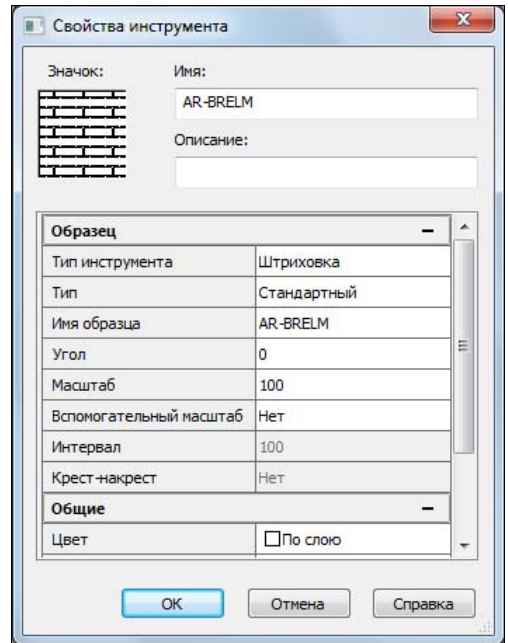 Свойства инструмента
Значок: Имя:
AR-BRELM
Описание:
Образец
Тип инструмента Штриховка
Тип Стандартный
Имя образца AR-BRELM
Угол 0
Масштаб 100
Вспомогательный масштаб Нет
Интервал 100
Крест-накрест Нет
Общие
Цвет По слою
ОК Отмена Справка